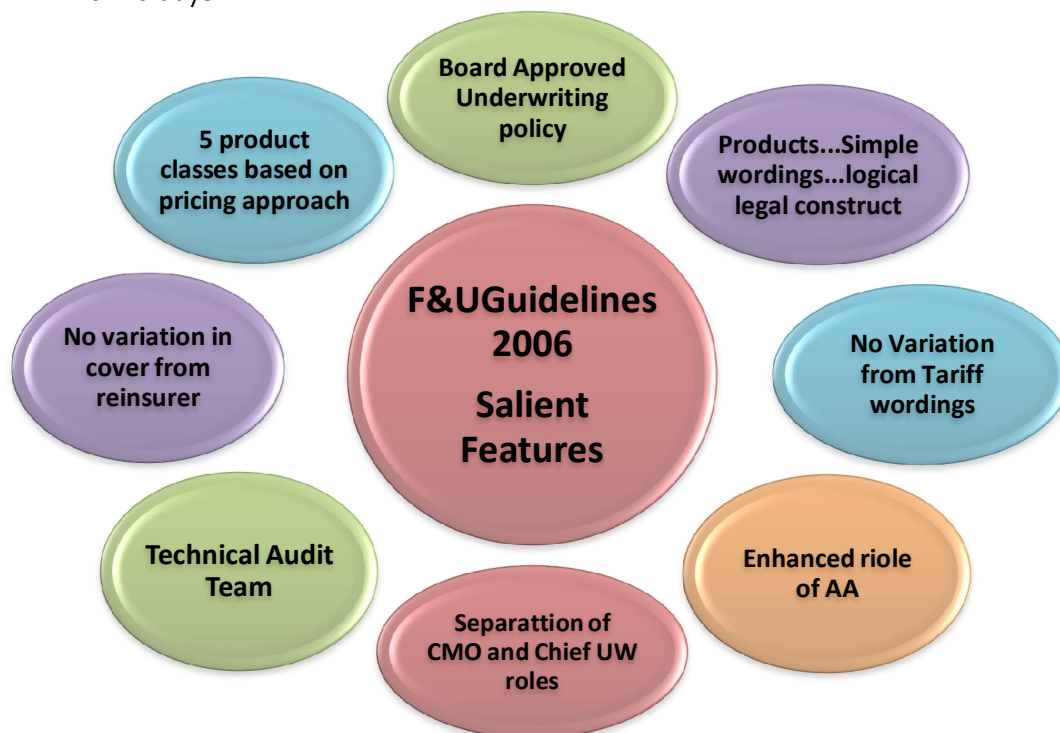 Board Approved
Underwriting
policy
Products...Simple
wordings...logical
legal construct
No Variation
from Tariff
wordings
Enhanced riole
of AA
Separattion of
CMO and Chief UW
roles
Technical Audit
Team
No variation in
cover from
reinsurer
5 product
classes based on
pricing approach
F&UGuidelines
2006
Salient
Features